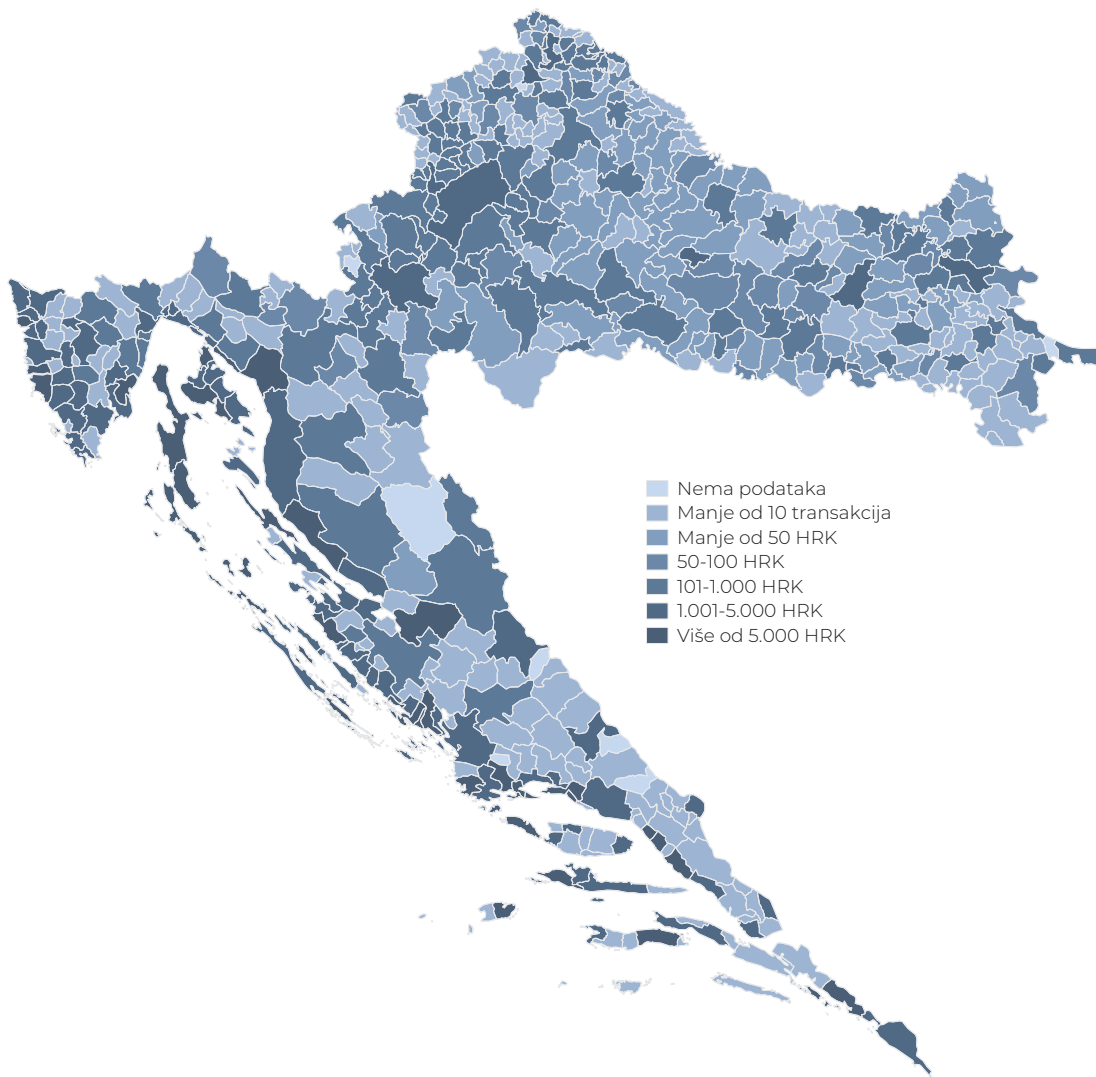 Nema podataka
Manje od 10 transakcija
Manje od 50 HRK
50-100 HRK
101-1.000 HRK
1.001-5.000 HRK
Više od 5.000 HRK